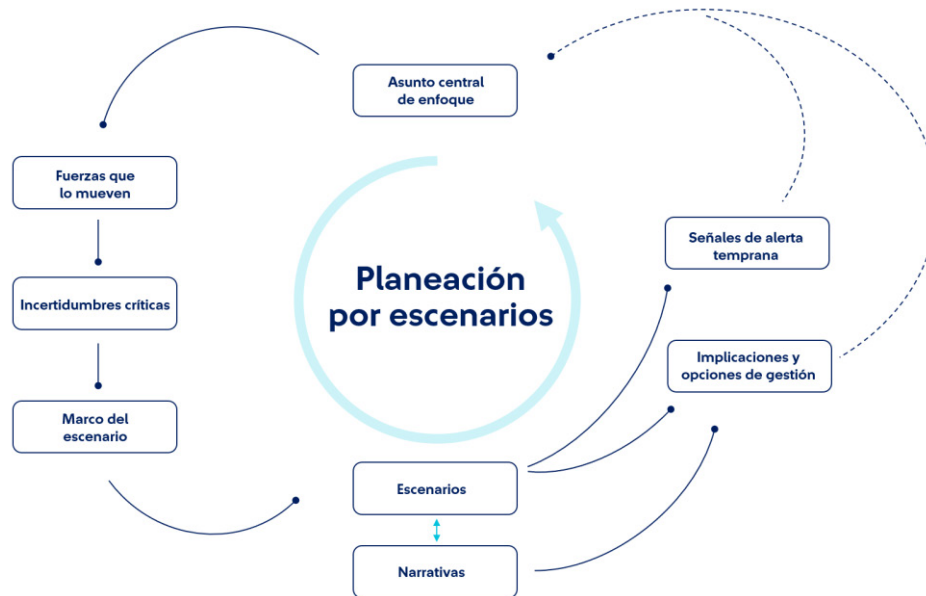 Asunto central
de enfoque
Fuerzas que
lo mueven
Incertidumbres críticas
Marco del
escenario
Planeación
por escenarios
Escenarios
Narrativas
Señales de alerta
temprana
Implicaciones y
opciones de gestión